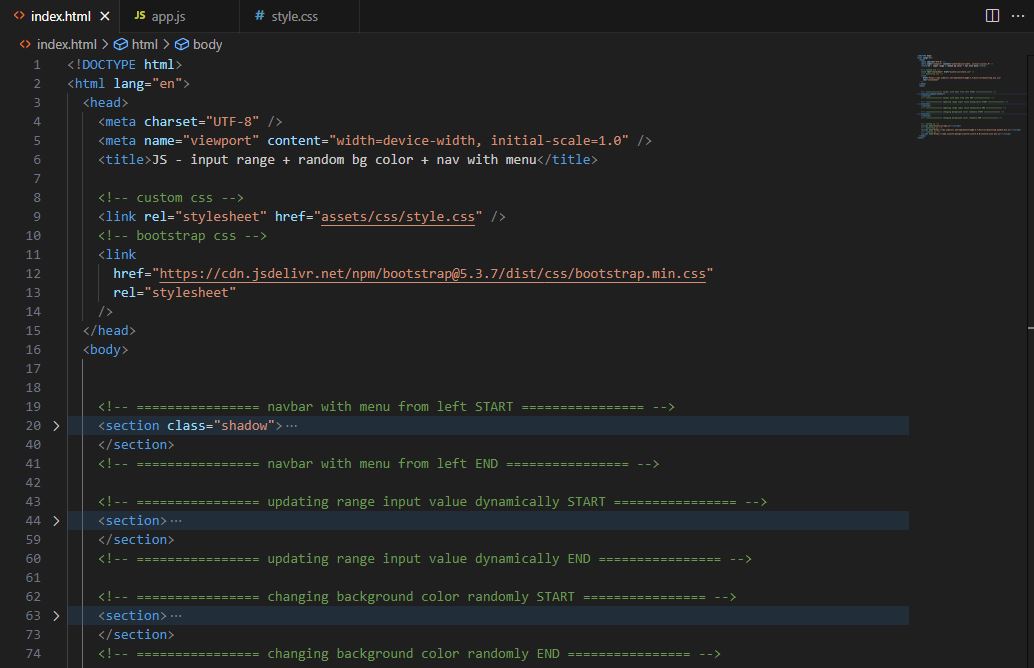 index.html
JS app.js
# style.css
index.html > html > body
1 <!DOCTYPE html>
2 <html lang="en">
3 <head>
4 <meta charset="UTF-8" />
5 <meta name="viewport" content="width=device-width, initial-scale=1.0" />
6 <title>JS - input range + random bg color + nav with menu</title>
7
8 <!-- custom css -->
9 <link rel="stylesheet" href="assets/css/style.css" />
10 <!-- bootstrap css -->
11 <link
12 href="https://cdn.jsdelivr.net/npm/bootstrap@5.3.7/dist/css/bootstrap.min.css"
13 rel="stylesheet"
14 />
15 </head>
16 <body>
17
18
19 <!-- ================ navbar with menu from left START ================ -->
20 <section class="shadow">···
40 </section>
41 <!-- ================ navbar with menu from left END ================ -->
42
43 <!-- ================ updating range input value dynamically START ================ -->
44 <section>···
59 </section>
60 <!-- ================ updating range input value dynamically END ================ -->
61
62 <!-- ================ changing background color randomly START ================ -->
63 <section>···
73 </section>
74 <!-- ================ changing background color randomly END ================ -->